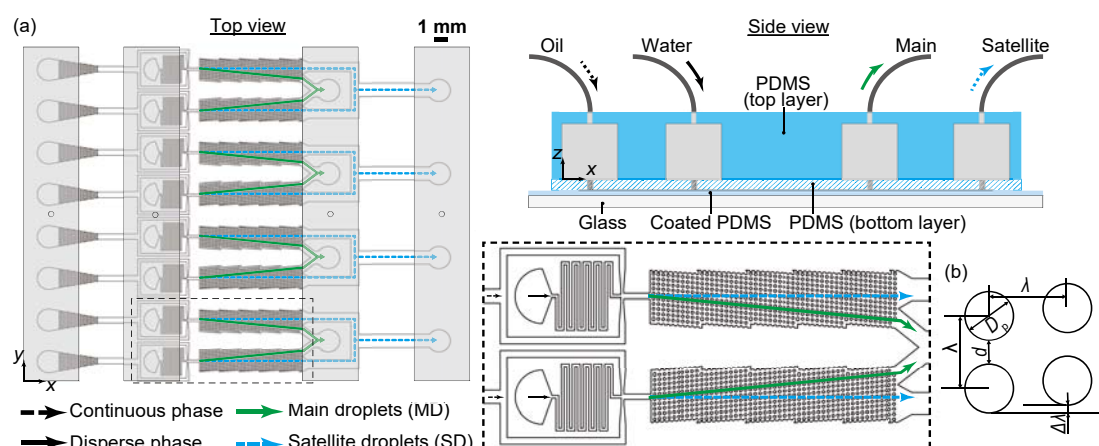 (a)
Top view
1 mm
y
x
Continuous phase
Main droplets (MD)
Disperse phase
Satellite droplets (SD)
Side view
Oil
Water
Main
Satellite
PDMS
(top layer)
z
x
Glass
Coated PDMS
PDMS (bottom layer)
(b)
λ
Dp
λ
d
Δλ